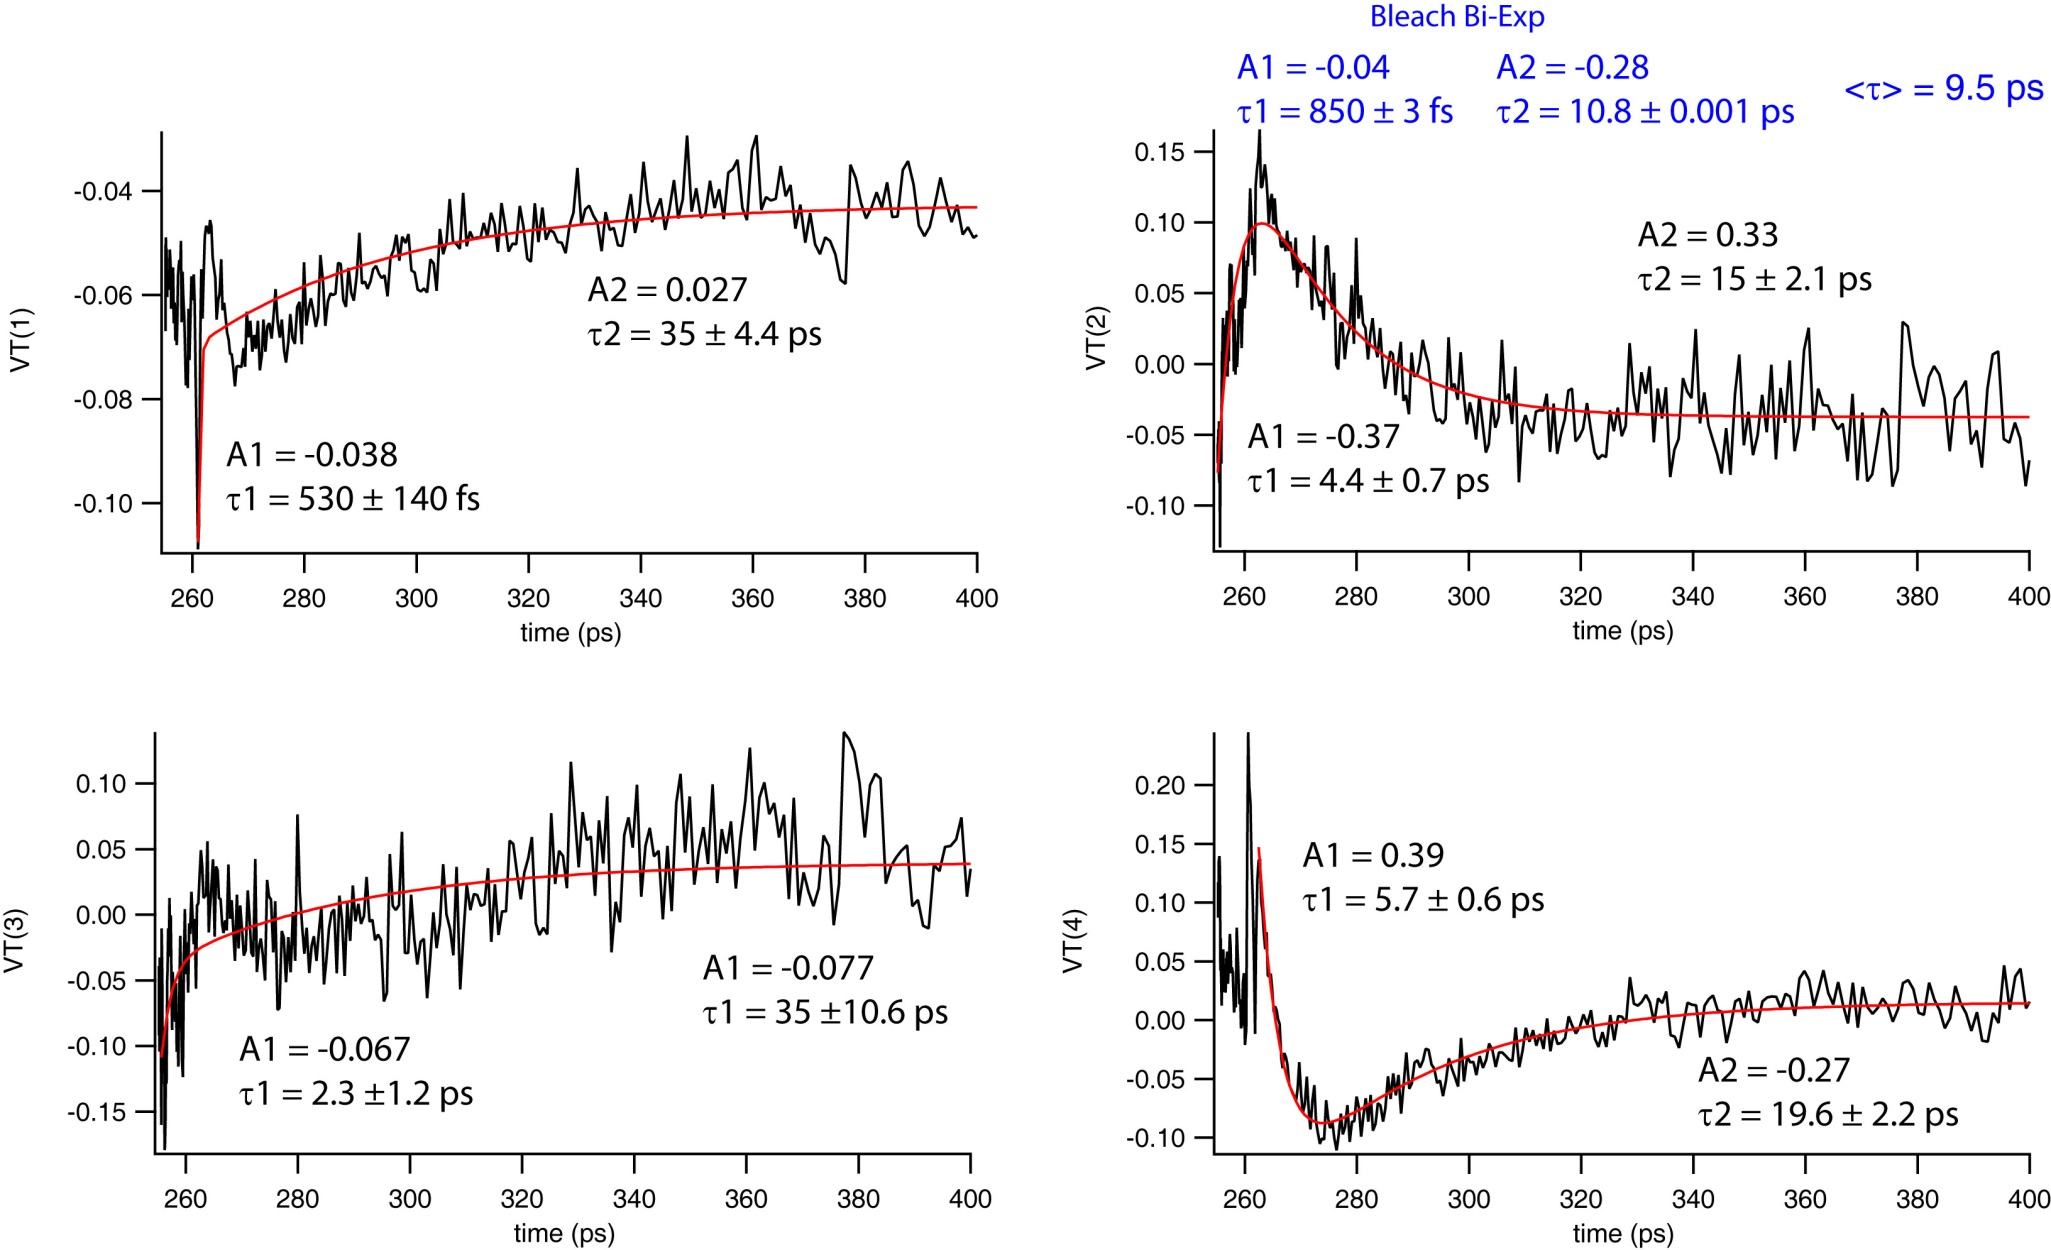 Bleach Bi-Exp
A1 = -0.04 A2 = -0.28
<τ> = 9.5 ps
τ1 = 850 ± 3 fs τ2 = 10.8 ± 0.001 ps
-0.04
-0.06
-0.08
-0.10
VT(1)
A2 = 0.027
τ2 = 35 ± 4.4 ps
A1 = -0.038
τ1 = 530 ± 140 fs
260 280 300 320 340 360 380 400
time (ps)
0.15
0.10
0.05
0.00
-0.05
-0.10
VT(2)
A2 = 0.33
τ2 = 15 ± 2.1 ps
A1 = -0.37
τ1 = 4.4 ± 0.7 ps
260 280 300 320 340 360 380 400
time (ps)
0.10
0.05
0.00
-0.05
-0.10
-0.15
VT(3)
A1 = -0.077
τ1 = 35 ±10.6 ps
A1 = -0.067
τ1 = 2.3 ±1.2 ps
260 280 300 320 340 360 380 400
time (ps)
0.20
0.15
0.10
0.05
0.00
-0.05
-0.10
VT(4)
A1 = 0.39
τ1 = 5.7 ± 0.6 ps
A2 = -0.27
τ2 = 19.6 ± 2.2 ps
260 280 300 320 340 360 380 400
time (ps)